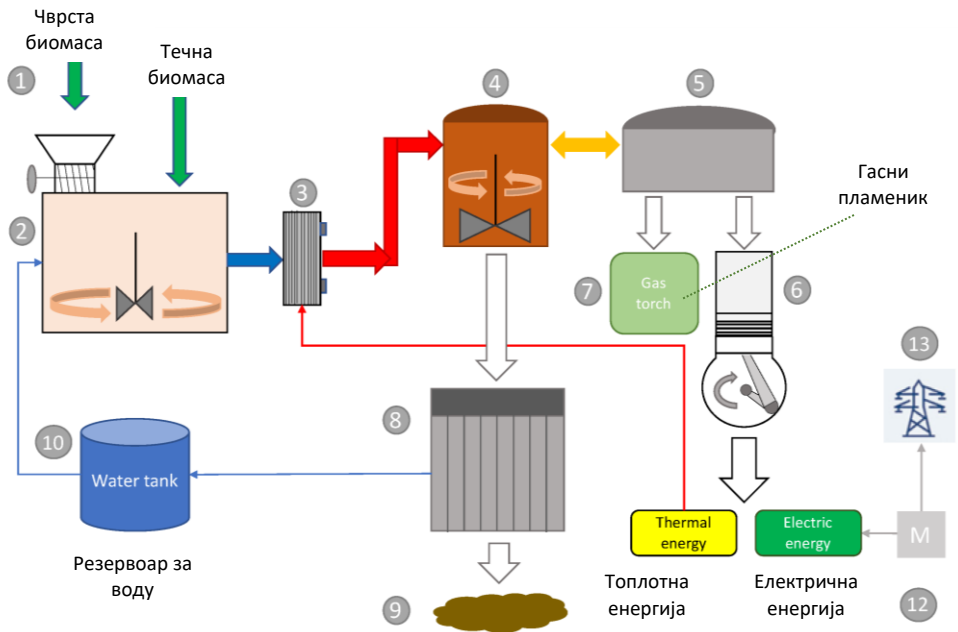 Чврста
биомаса
Течна
биомаса
1
4
5
Гасни
пламеник
3
2
7
Gas
torch
6
13
8
10
Water tank
Thermal
energy
Electric
energy
M
Резервоар за
воду
Топлотна
енергија
Електрична
енергија
9
12